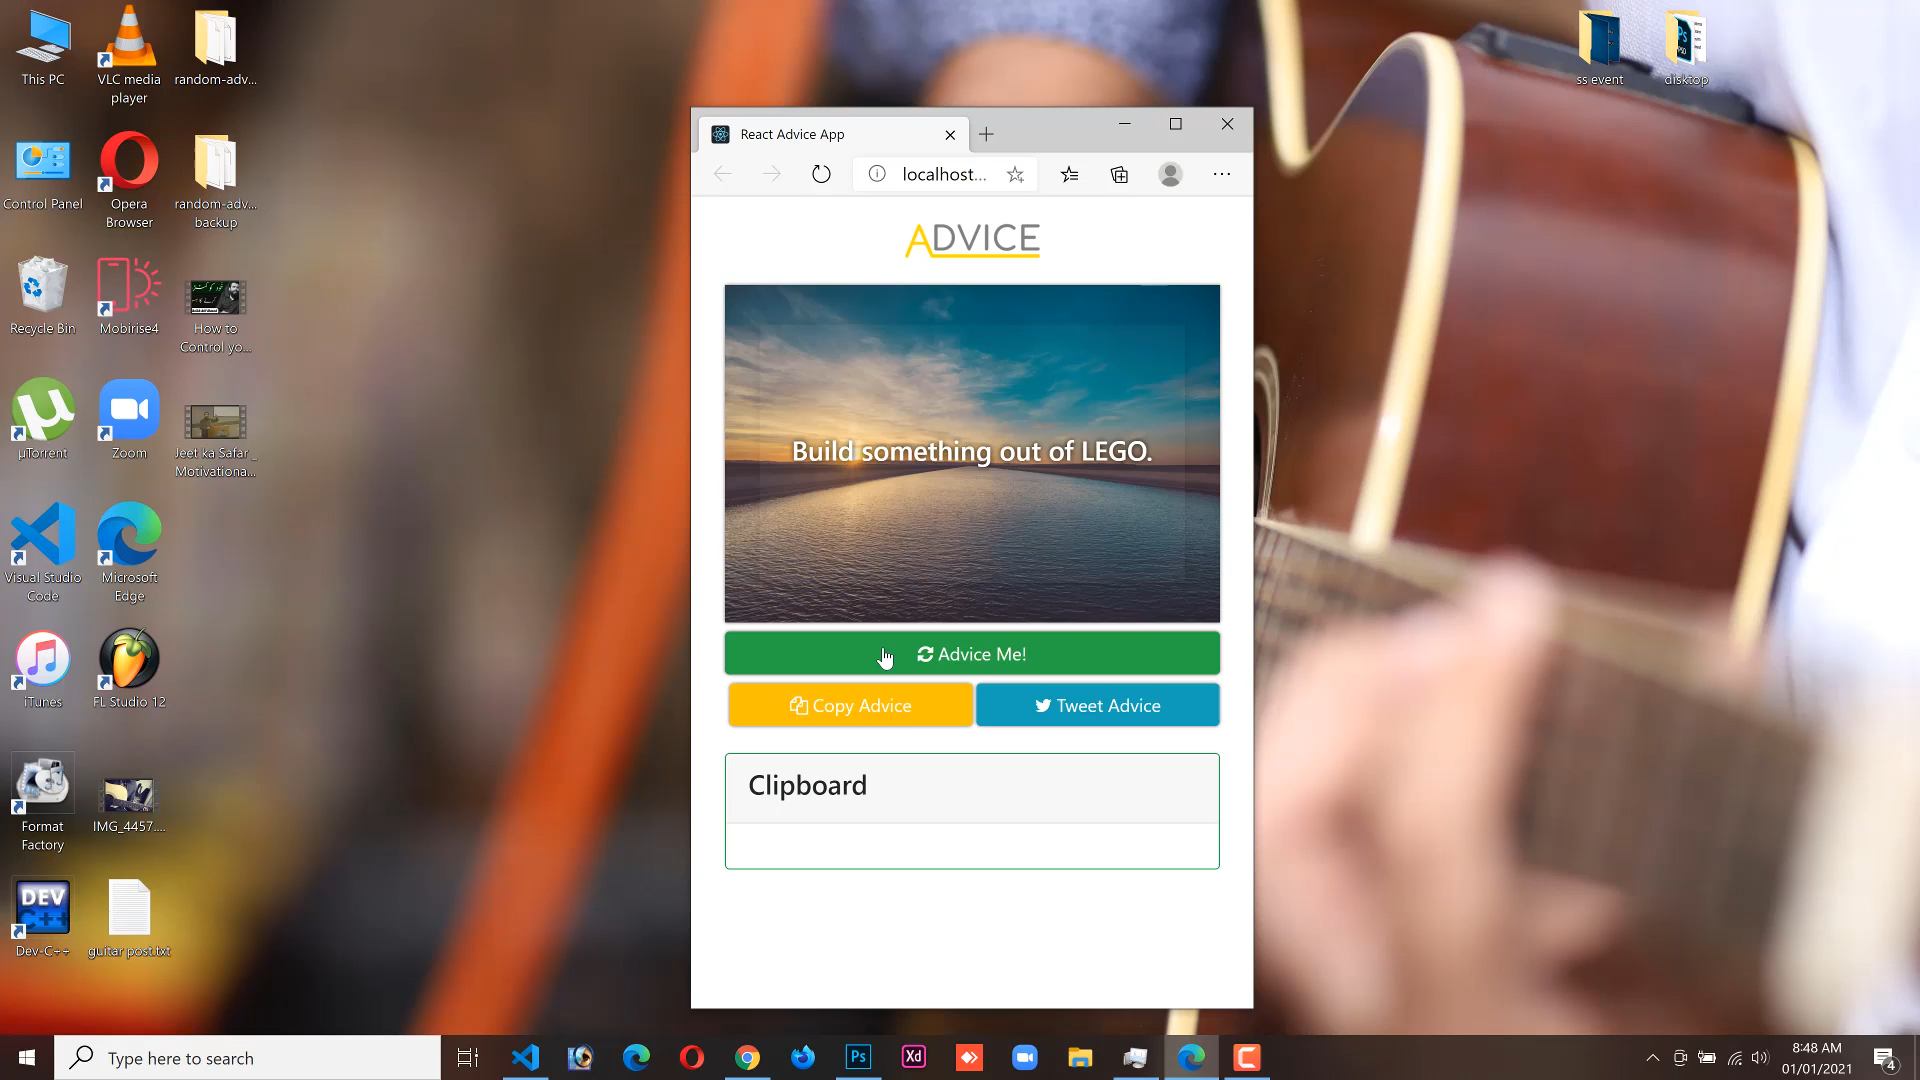 This PC
VLC media
player
random-adv...
Control Panel
Opera
Browser
random-adv...
backup
Recycle Bin
Mobirise4
How to
Control yo...
µTorrent
Zoom
Jeet ka Safar _
Motivationa...
Visual Studio
Code
Microsoft
Edge
iTunes
FL Studio 12
Format
Factory
IMG_4457....
DEV
C++
Dev-C++
guitar post.txt
ss event
disktop
React Advice App
localhost...
ADVICE
Build something out of LEGO.
Advice Me!
Copy Advice
Tweet Advice
Clipboard
Type here to search
Ps
Xd
8:48 AM
01/01/2021
4